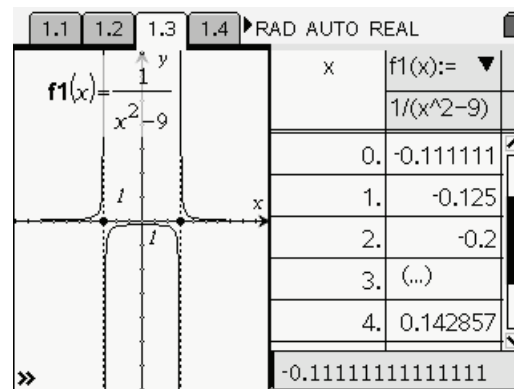 1.1 1.2 1.3 1.4 RAD AUTO REAL
y
f1(x)=1/(x²-9)
1
x
1
x f1(x):= ▼
1/(x^2-9)
0. -0.111111
1. -0.125
2. -0.2
3. (...)
4. 0.142857
»
-0.11111111111111